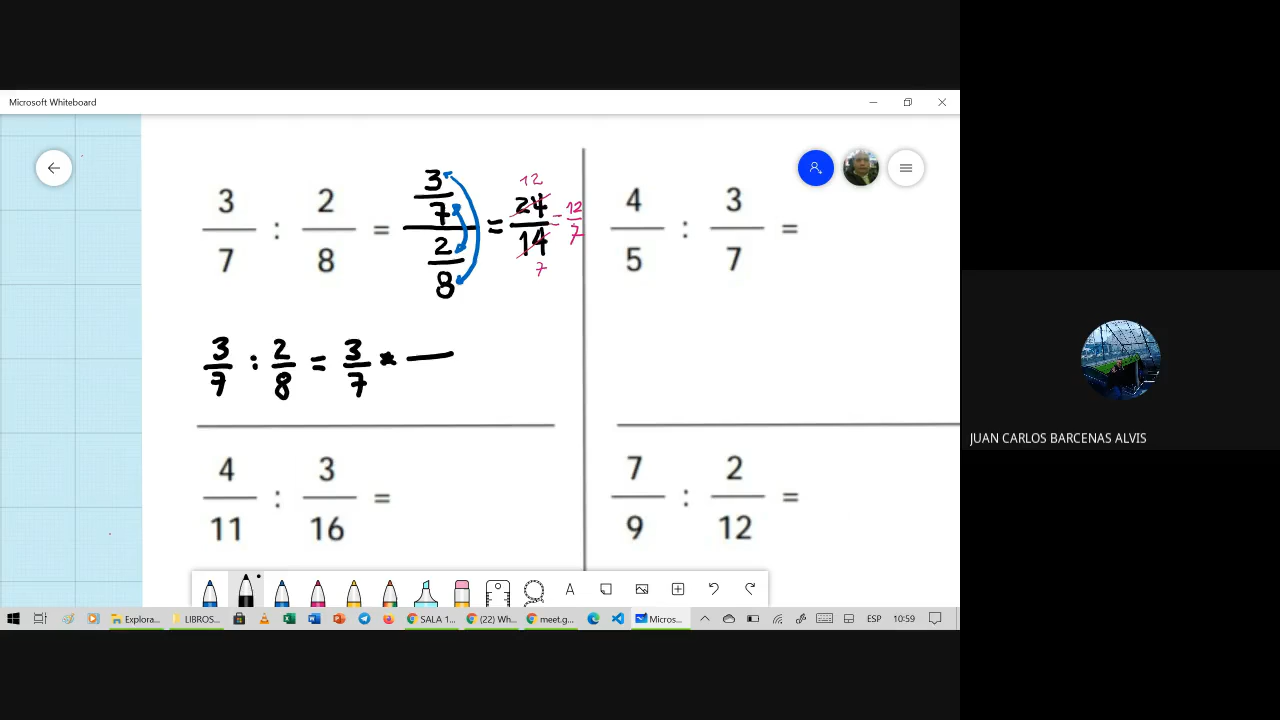 Microsoft Whiteboard
3/7 : 2/8 = (3/7)/(2/8) = 24/14 = 12/7
12
7
3/7 : 2/8 = 3/7 * —
4/5 : 3/7 =
4/11 : 3/16 =
7/9 : 2/12 =
JUAN CARLOS BARCENAS ALVIS
A
Explora...
LIBROS...
SALA 1...
(22) Wh...
meet.g...
Micros...
ESP
10:59